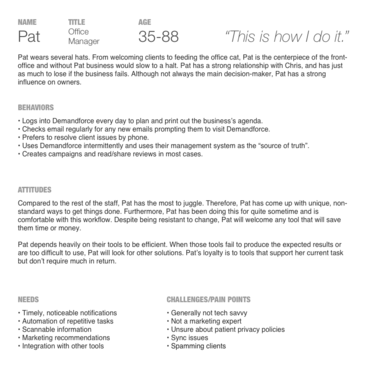 NAME TITLE AGE
Pat Office Manager 35-88 "This is how I do it."
Pat wears several hats. From welcoming clients to feeding the office cat, Pat is the centerpiece of the front-
office and without Pat business would slow to a halt. Pat has a strong relationship with Chris, and has just
as much to lose if the business fails. Although not always the main decision-maker, Pat has a strong
influence on owners.
BEHAVIORS
• Logs into Demandforce every day to plan and print out the business's agenda.
• Checks email regularly for any new emails prompting them to visit Demandforce.
• Prefers to resolve client issues by phone.
• Uses Demandforce intermittently and uses their management system as the "source of truth".
• Creates campaigns and read/share reviews in most cases.
ATTITUDES
Compared to the rest of the staff, Pat has the most to juggle. Therefore, Pat has come up with unique, non-
standard ways to get things done. Furthermore, Pat has been doing this for quite sometime and is
comfortable with this workflow. Despite being resistant to change, Pat will welcome any tool that will save
them time or money.
Pat depends heavily on their tools to be efficient. When those tools fail to produce the expected results or
are too difficult to use, Pat will look for other solutions. Pat's loyalty is to tools that support her current task
but don't require much in return.
NEEDS
• Timely, noticeable notifications
• Automation of repetitive tasks
• Scannable information
• Marketing recommendations
• Integration with other tools
CHALLENGES/PAIN POINTS
• Generally not tech savvy
• Not a marketing expert
• Unsure about patient privacy policies
• Sync issues
• Spamming clients